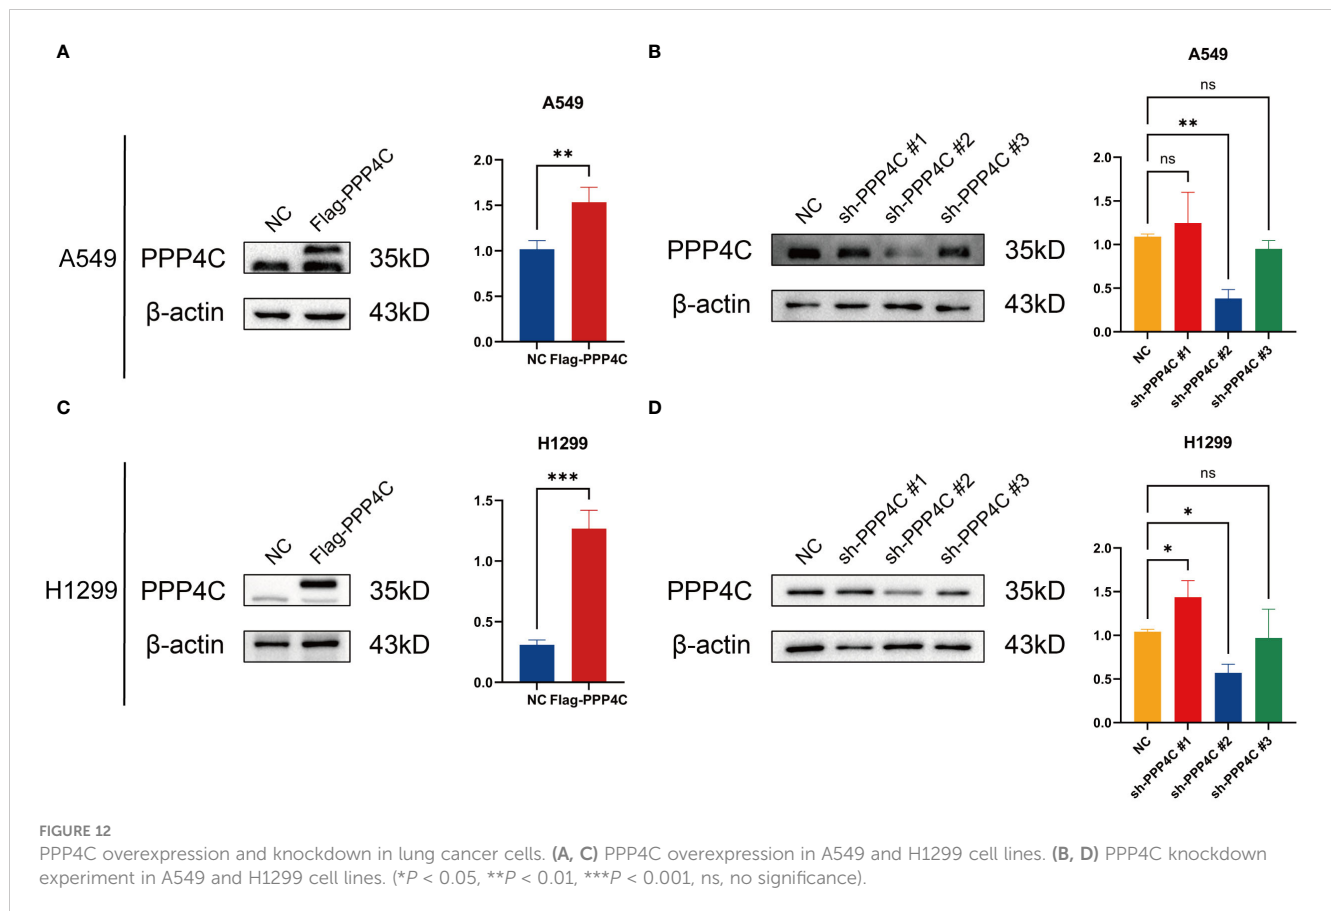 A
A549
A549
NC
Flag-PPP4C
PPP4C
35kD
β-actin
43kD
**
2.0
1.5
1.0
0.5
0.0
NC Flag-PPP4C
B
A549
NC
sh-PPP4C #1
sh-PPP4C #2
sh-PPP4C #3
PPP4C
35kD
β-actin
43kD
ns
**
ns
2.0
1.5
1.0
0.5
0.0
NC
sh-PPP4C #1
sh-PPP4C #2
sh-PPP4C #3
C
H1299
H1299
NC
Flag-PPP4C
PPP4C
35kD
β-actin
43kD
***
1.5
1.0
0.5
0.0
NC Flag-PPP4C
D
H1299
NC
sh-PPP4C #1
sh-PPP4C #2
sh-PPP4C #3
PPP4C
35kD
β-actin
43kD
ns
*
*
2.0
1.5
1.0
0.5
0.0
NC
sh-PPP4C #1
sh-PPP4C #2
sh-PPP4C #3
FIGURE 12
PPP4C overexpression and knockdown in lung cancer cells. (A, C) PPP4C overexpression in A549 and H1299 cell lines. (B, D) PPP4C knockdown
experiment in A549 and H1299 cell lines. (*P < 0.05, **P < 0.01, ***P < 0.001, ns, no significance).